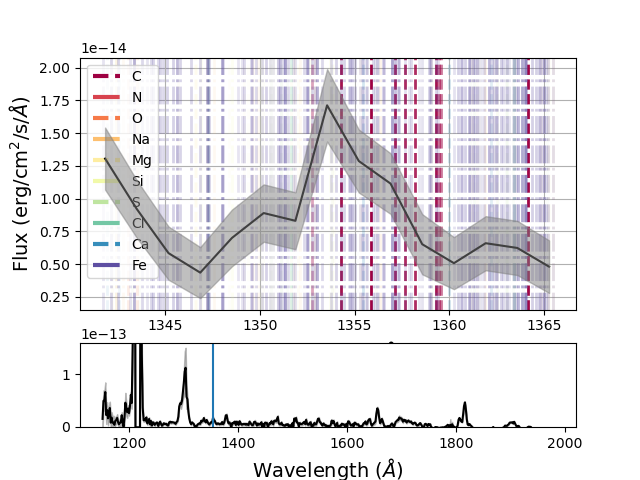 1e−14
2.00
1.75
1.50
1.25
1.00
0.75
0.50
0.25
Flux (erg/cm²/s/Å)
C
N
O
Na
Mg
Si
S
Cl
Ca
Fe
1345 1350 1355 1360 1365
1e−13
1
0
1200 1400 1600 1800 2000
Wavelength (Å)